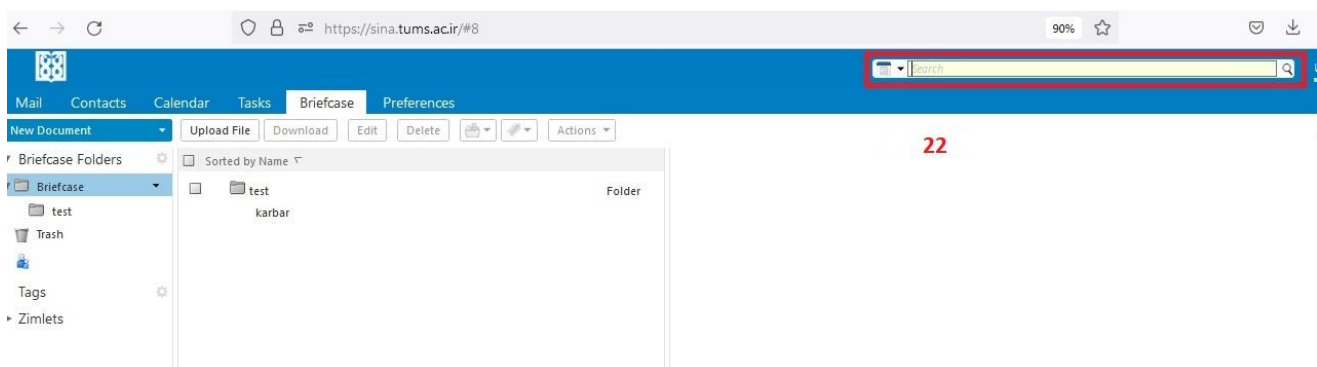 https://sina.tums.ac.ir/#8 90%
Search
Mail Contacts Calendar Tasks Briefcase Preferences
New Document Upload File Download Edit Delete Actions
22
Briefcase Folders Sorted by Name
Briefcase test Folder
test karbar
Trash
Tags
Zimlets